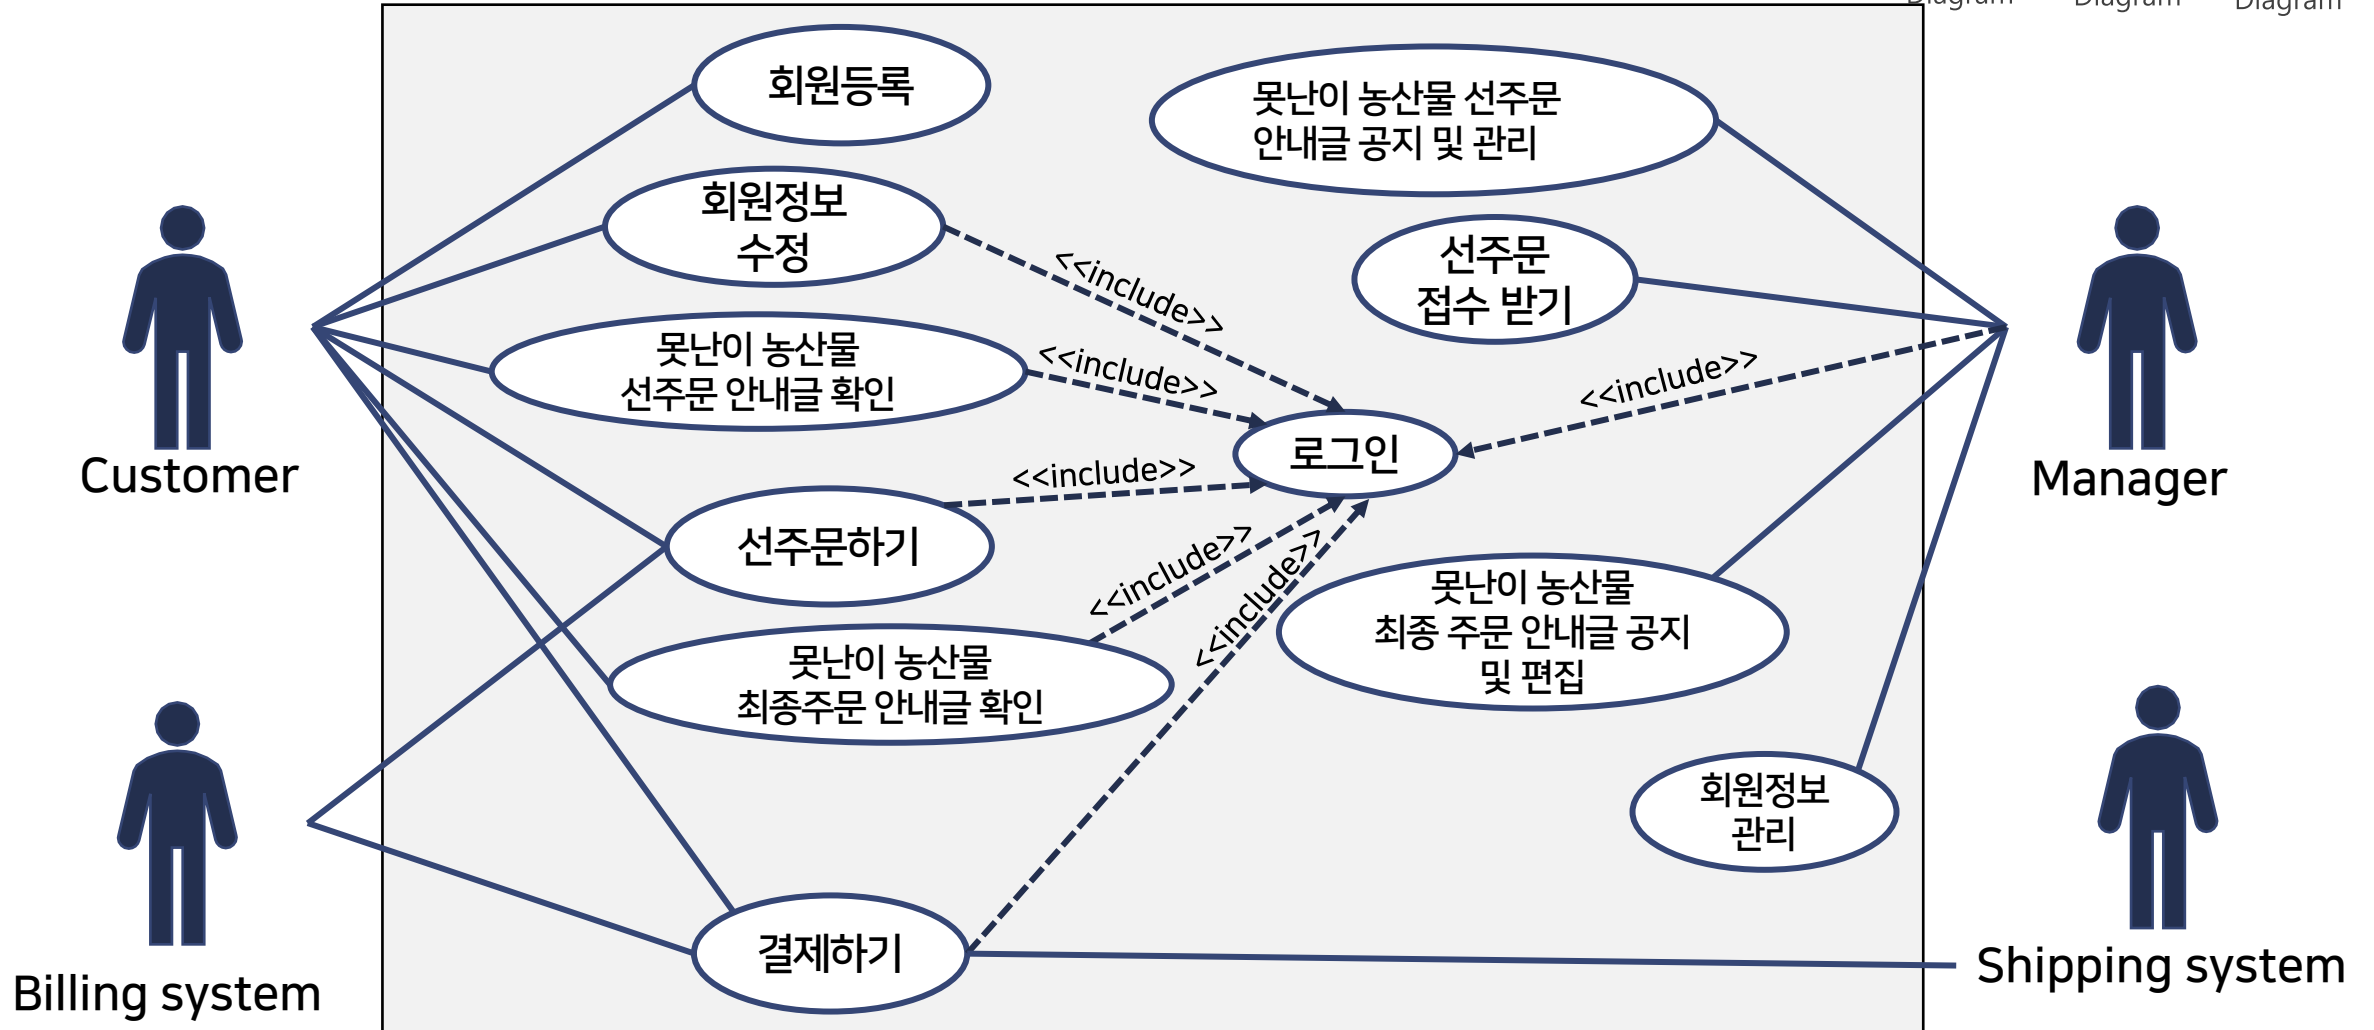 Diagram
Diagram
Diagram
회원등록
못난이 농산물 선주문
안내글 공지 및 관리
회원정보
수정
선주문
접수 받기
<<include>>
못난이 농산물
선주문 안내글 확인
<<include>>
<<include>>
로그인
Customer
Manager
<<include>>
선주문하기
<<include>>
<<include>>
못난이 농산물
최종 주문 안내글 공지
및 편집
못난이 농산물
최종주문 안내글 확인
회원정보
관리
결제하기
Billing system
Shipping system